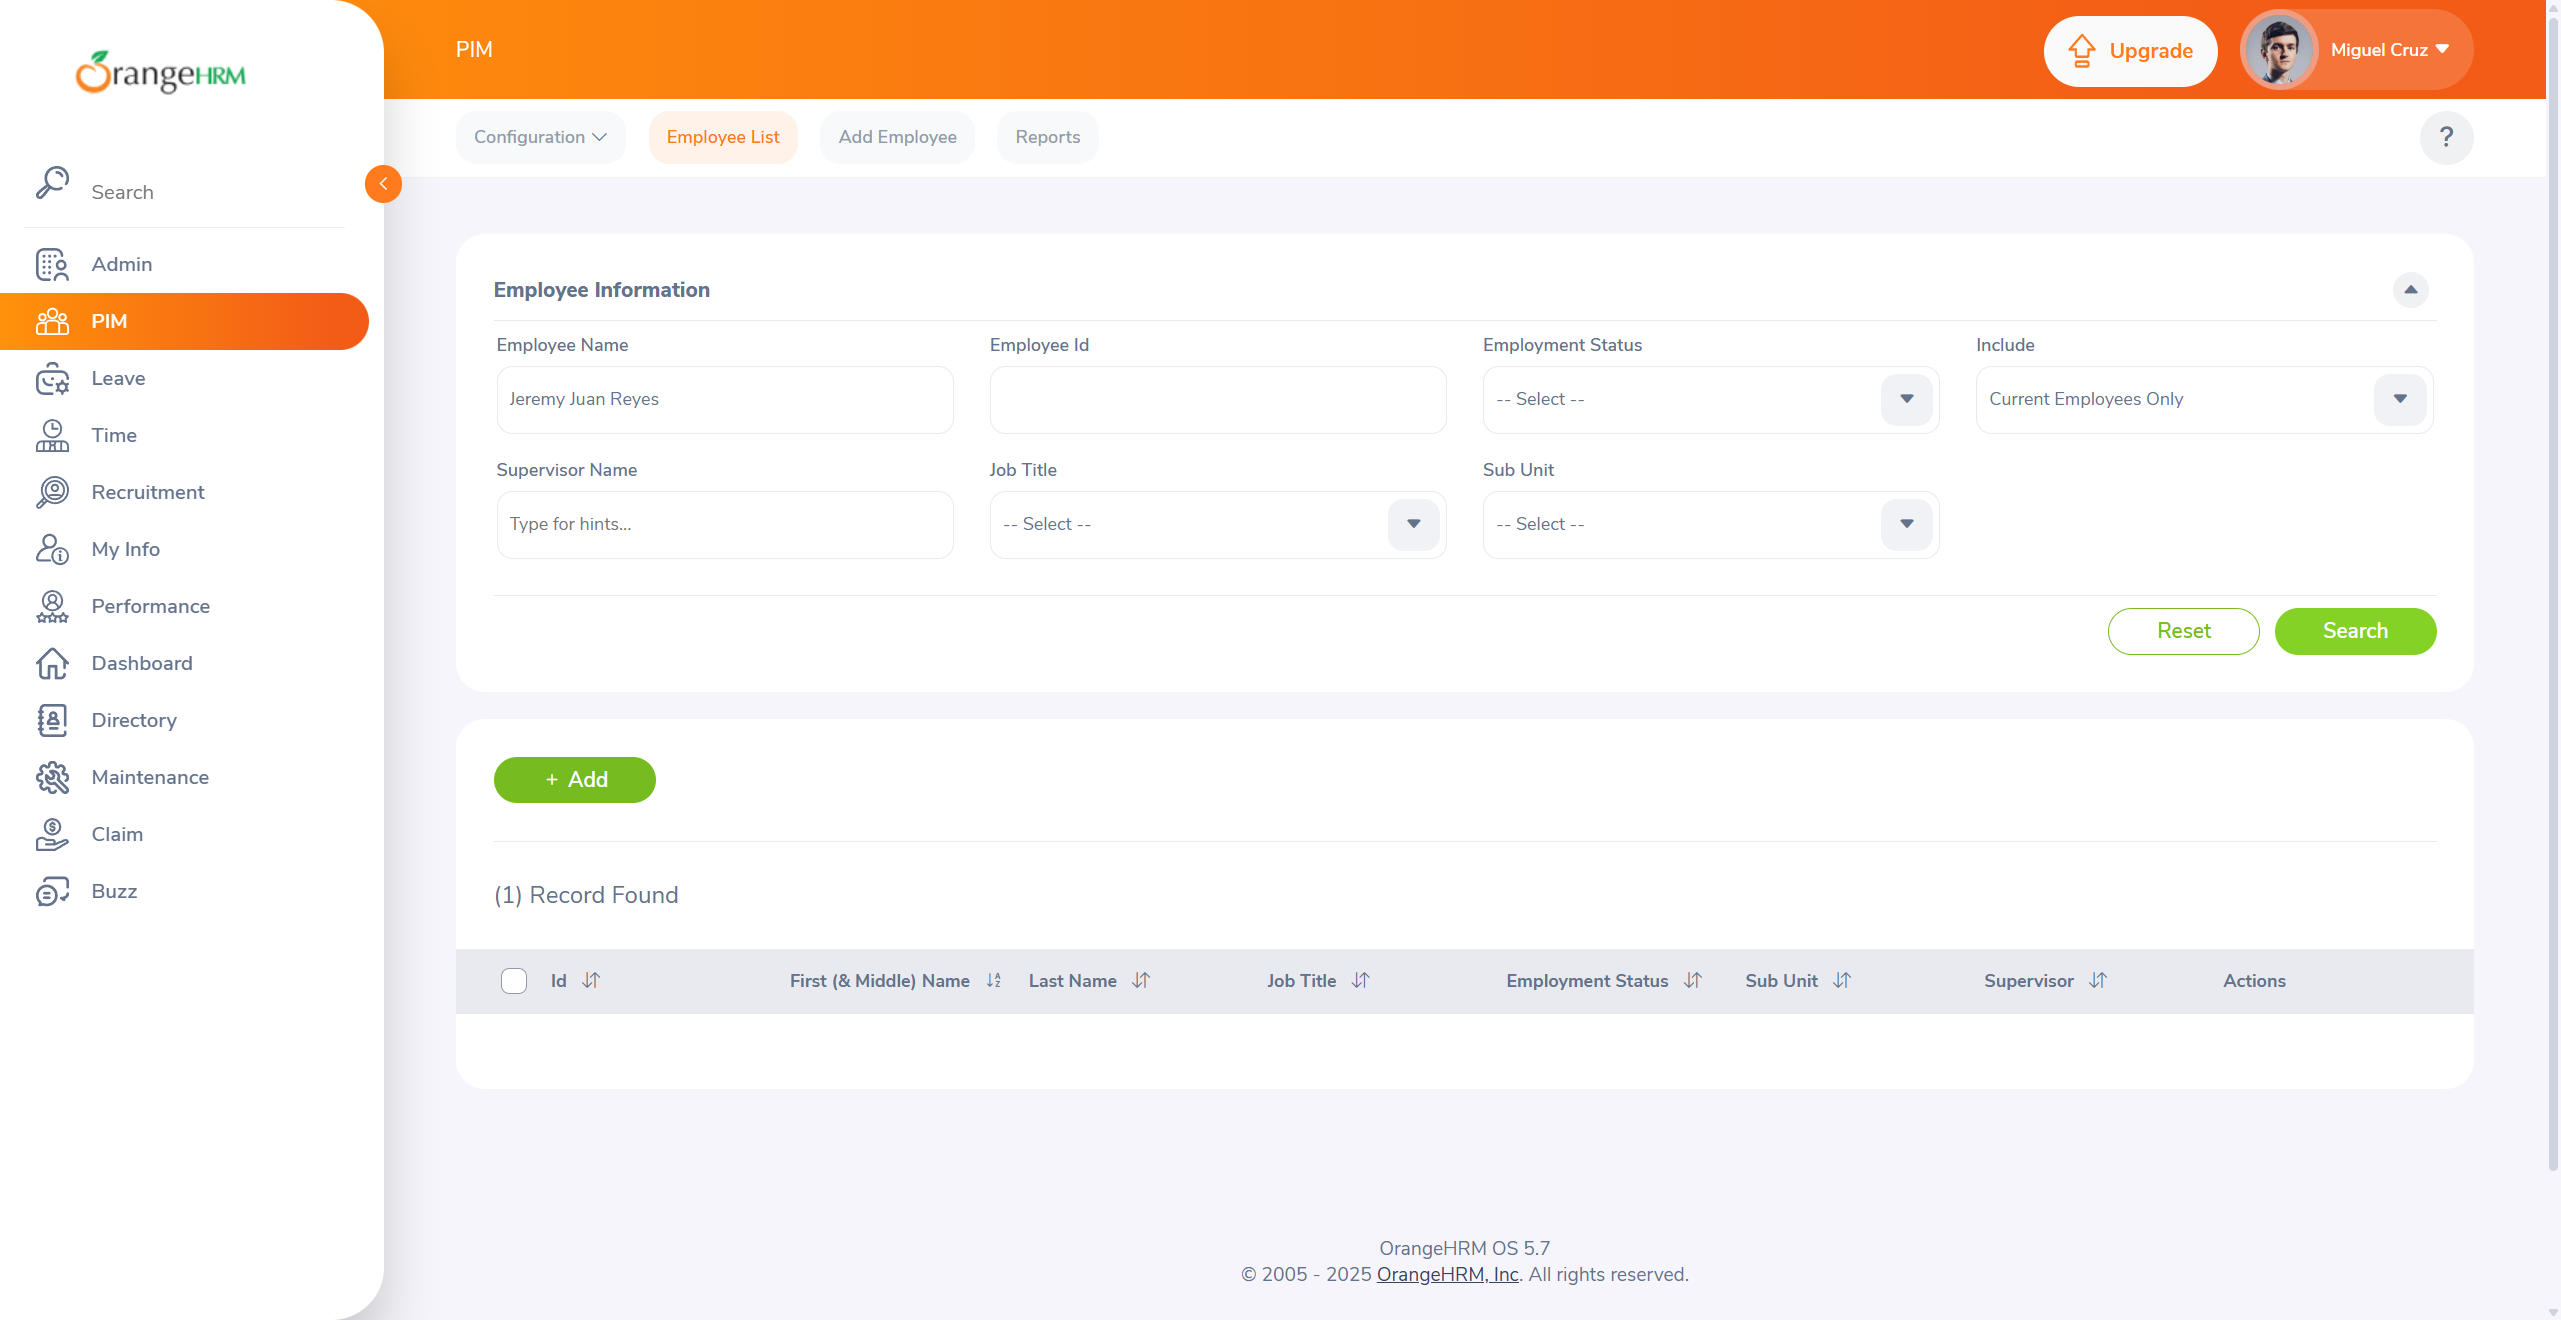 OrangeHRM
PIM
Upgrade
Miguel Cruz
Configuration
Employee List
Add Employee
Reports
?
Search
Admin
PIM
Leave
Time
Recruitment
My Info
Performance
Dashboard
Directory
Maintenance
Claim
Buzz
Employee Information
Employee Name
Employee Id
Employment Status
Include
Jeremy Juan Reyes
-- Select --
Current Employees Only
Supervisor Name
Job Title
Sub Unit
Type for hints...
-- Select --
-- Select --
Reset
Search
+ Add
(1) Record Found
Id
First (& Middle) Name
Last Name
Job Title
Employment Status
Sub Unit
Supervisor
Actions
OrangeHRM OS 5.7
© 2005 - 2025 OrangeHRM, Inc. All rights reserved.